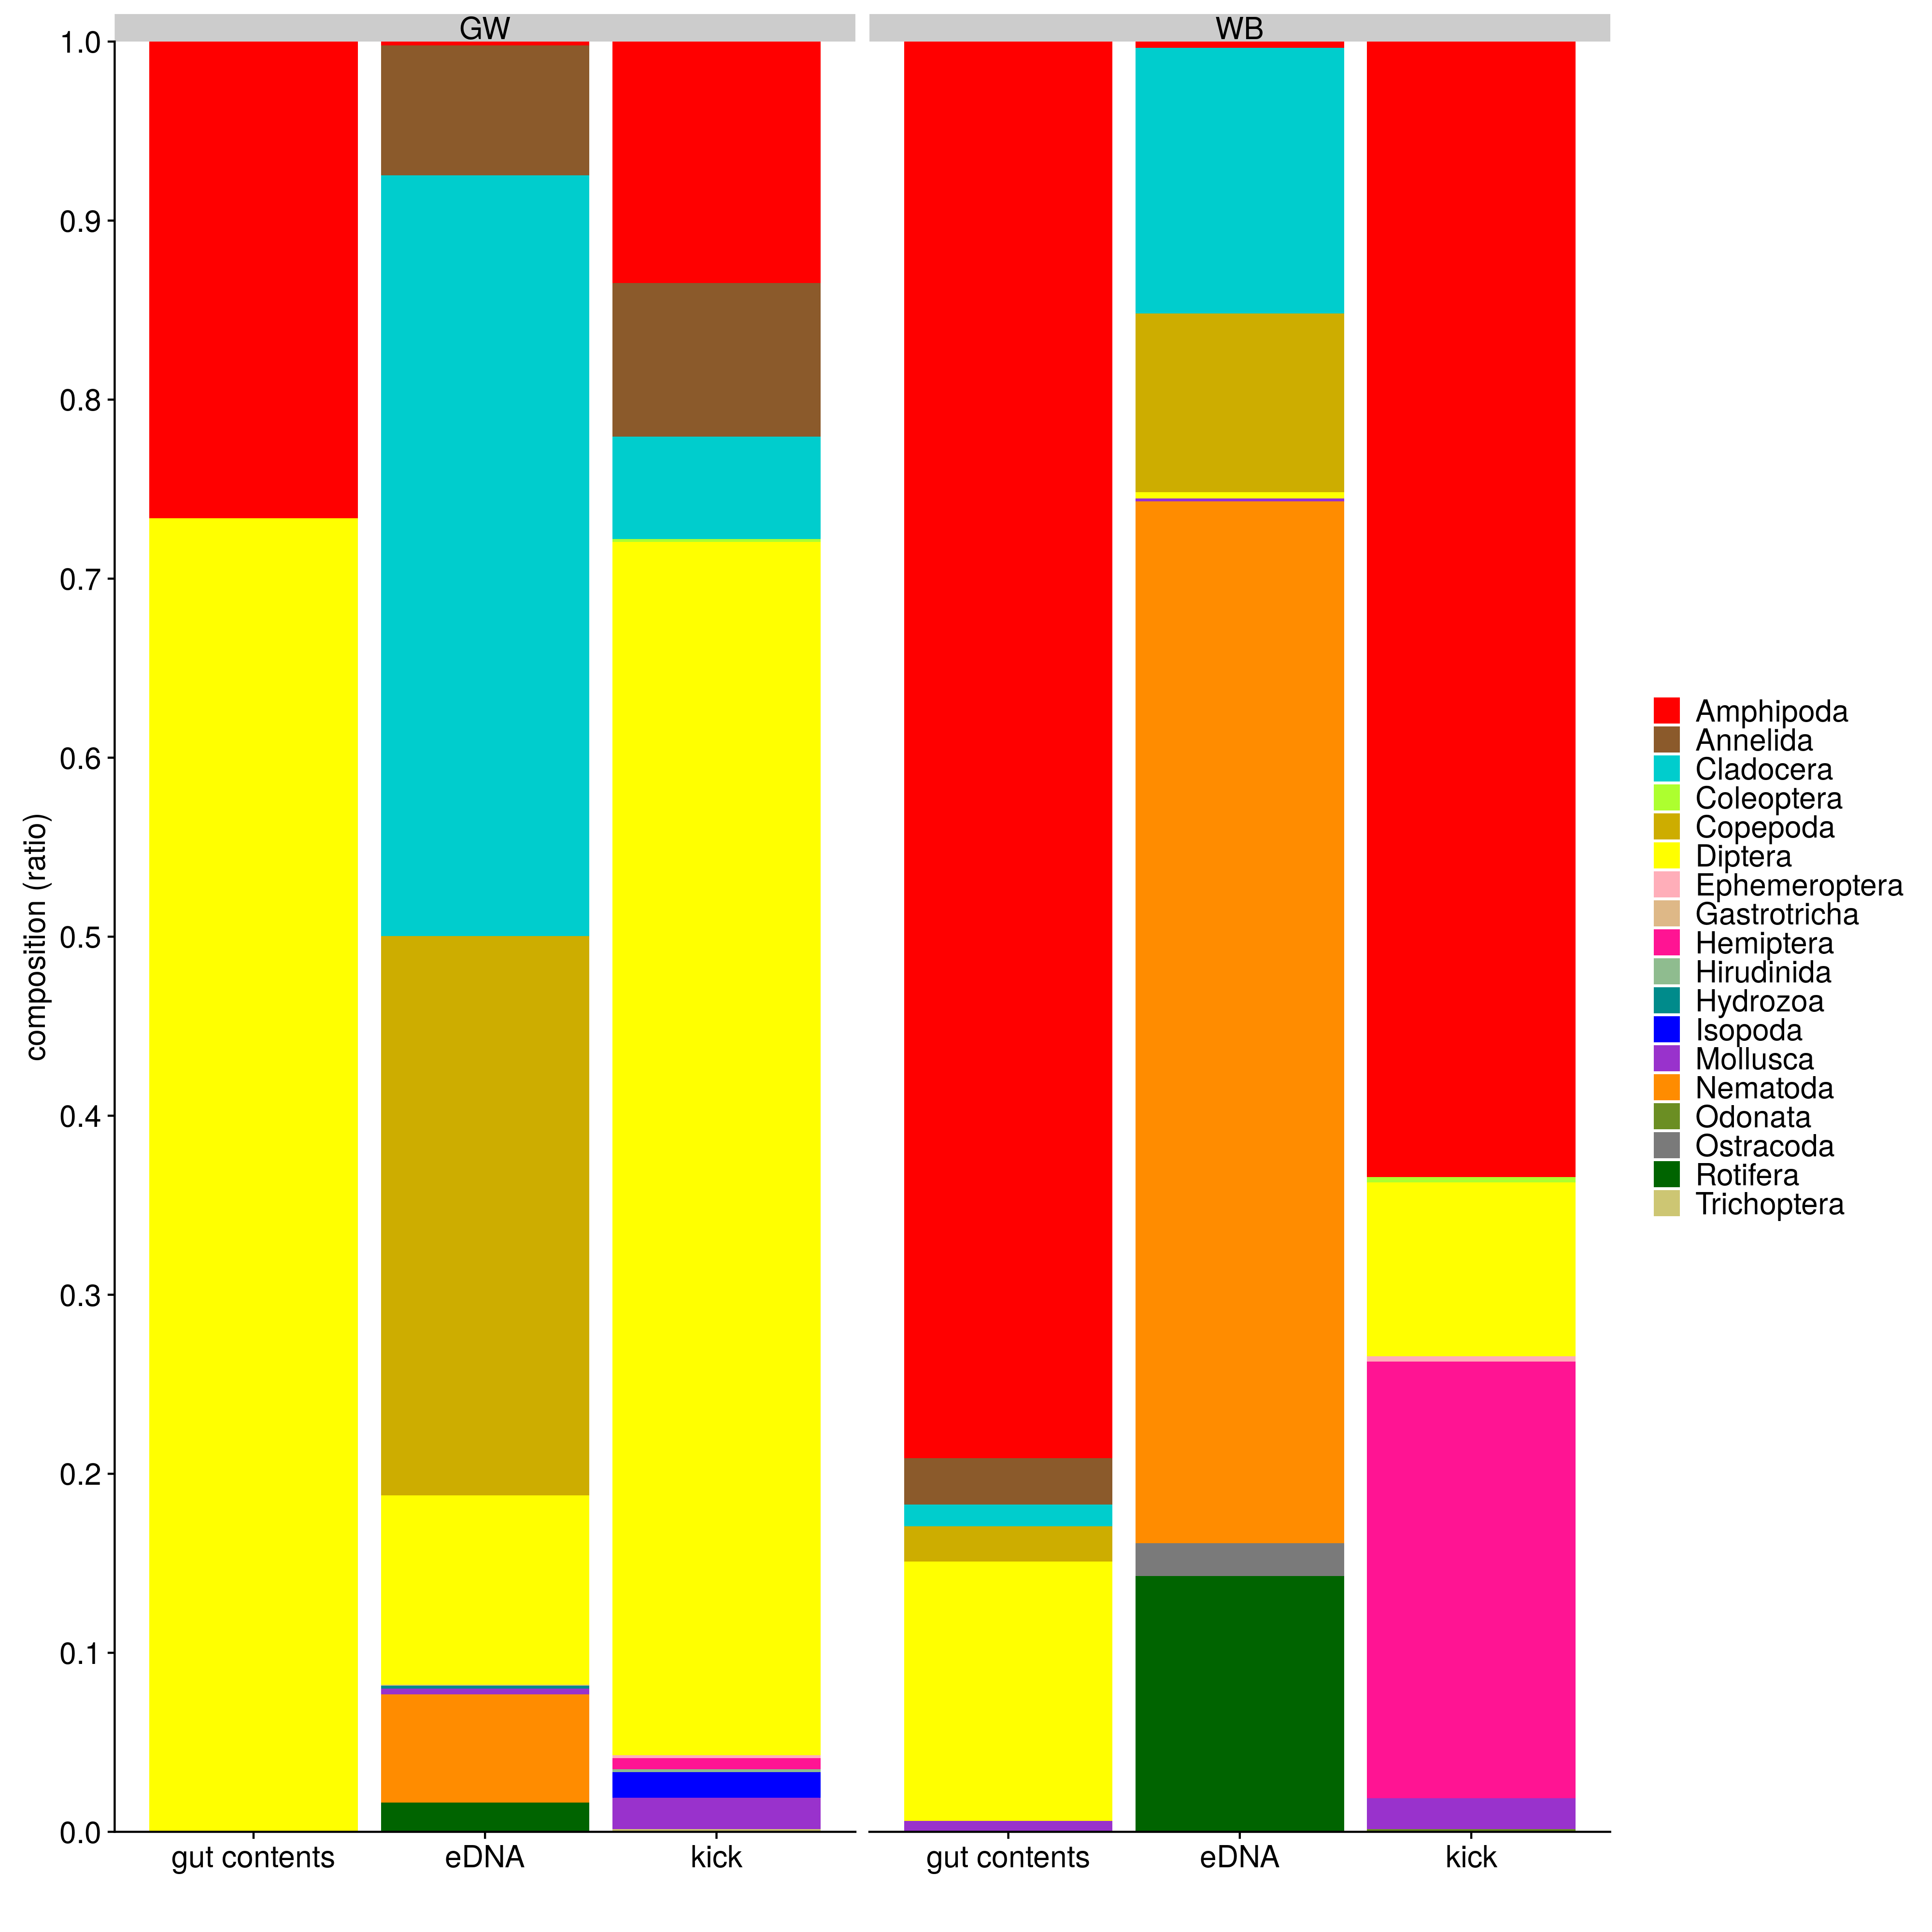 GW
WB
1.0
0.9
0.8
0.7
0.6
0.5
0.4
0.3
0.2
0.1
0.0
composition (ratio)
gut contents
eDNA
kick
gut contents
eDNA
kick
Amphipoda
Annelida
Cladocera
Coleoptera
Copepoda
Diptera
Ephemeroptera
Gastrotricha
Hemiptera
Hirudinida
Hydrozoa
Isopoda
Mollusca
Nematoda
Odonata
Ostracoda
Rotifera
Trichoptera